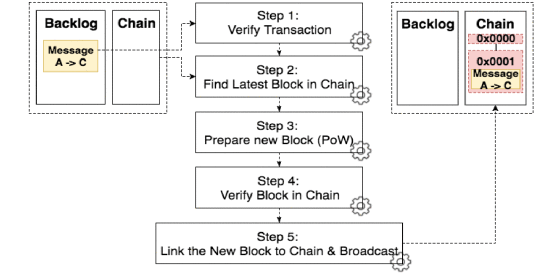 Backlog
Chain
Message
A -> C
Step 1:
Verify Transaction
Step 2:
Find Latest Block in Chain
Step 3:
Prepare new Block (PoW)
Step 4:
Verify Block in Chain
Step 5:
Link the New Block to Chain & Broadcast
Backlog
Chain
0x0000
0x0001
Message
A -> C